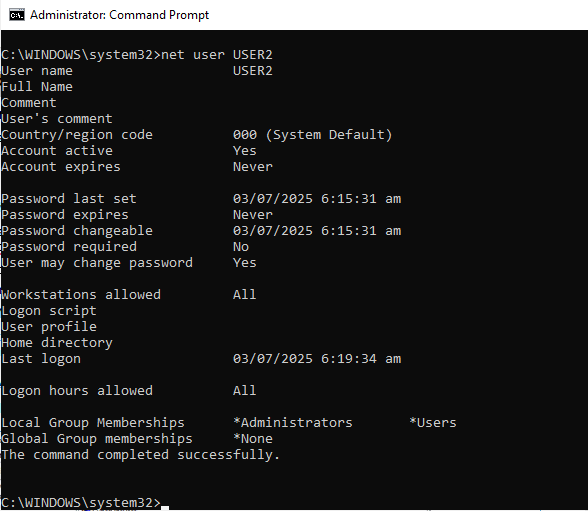 Administrator: Command Prompt
C:\WINDOWS\system32>net user USER2
User name                    USER2
Full Name
Comment
User's comment
Country/region code          000 (System Default)
Account active               Yes
Account expires              Never
Password last set            03/07/2025 6:15:31 am
Password expires             Never
Password changeable          03/07/2025 6:15:31 am
Password required            No
User may change password     Yes
Workstations allowed         All
Logon script
User profile
Home directory
Last logon                   03/07/2025 6:19:34 am
Logon hours allowed          All
Local Group Memberships      *Administrators       *Users
Global Group memberships     *None
The command completed successfully.
C:\WINDOWS\system32>